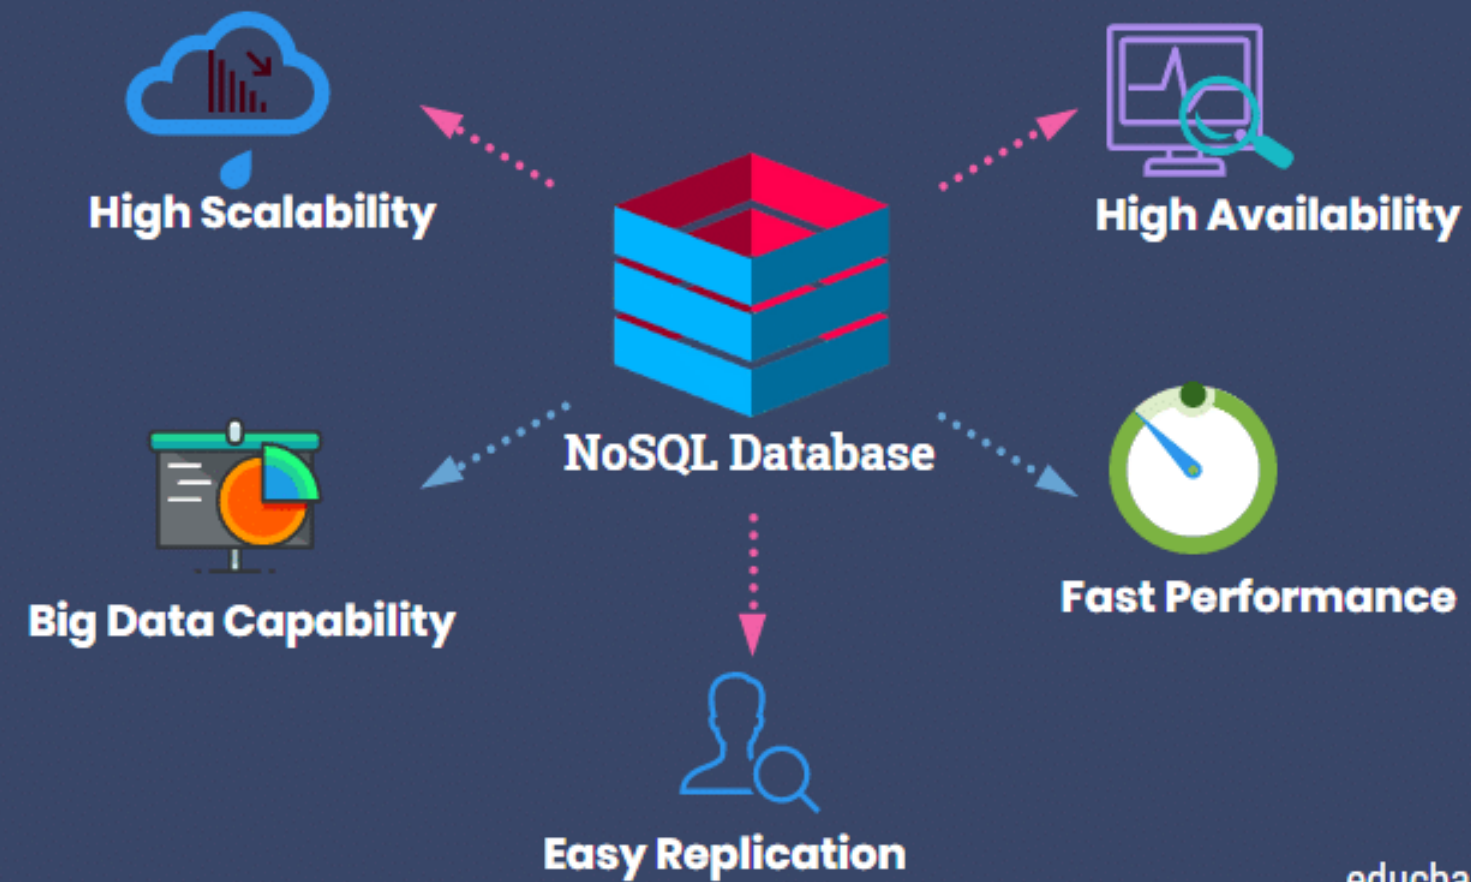 High Scalability
High Availability
NoSQL Database
Big Data Capability
Fast Performance
Easy Replication